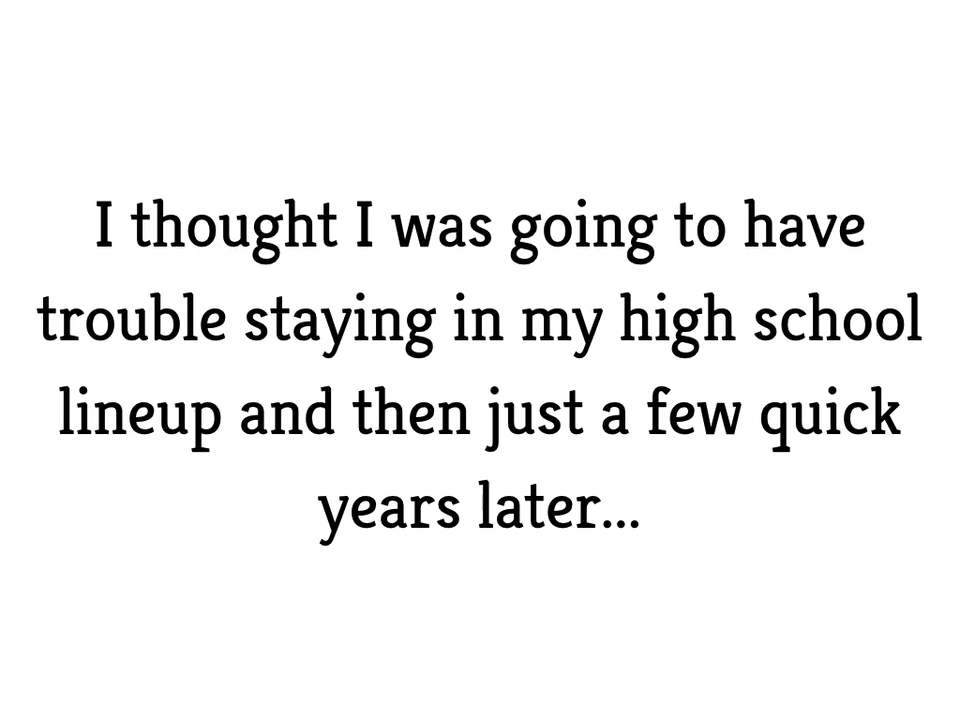 I thought I was going to have
trouble staying in my high school
lineup and then just a few quick
years later...